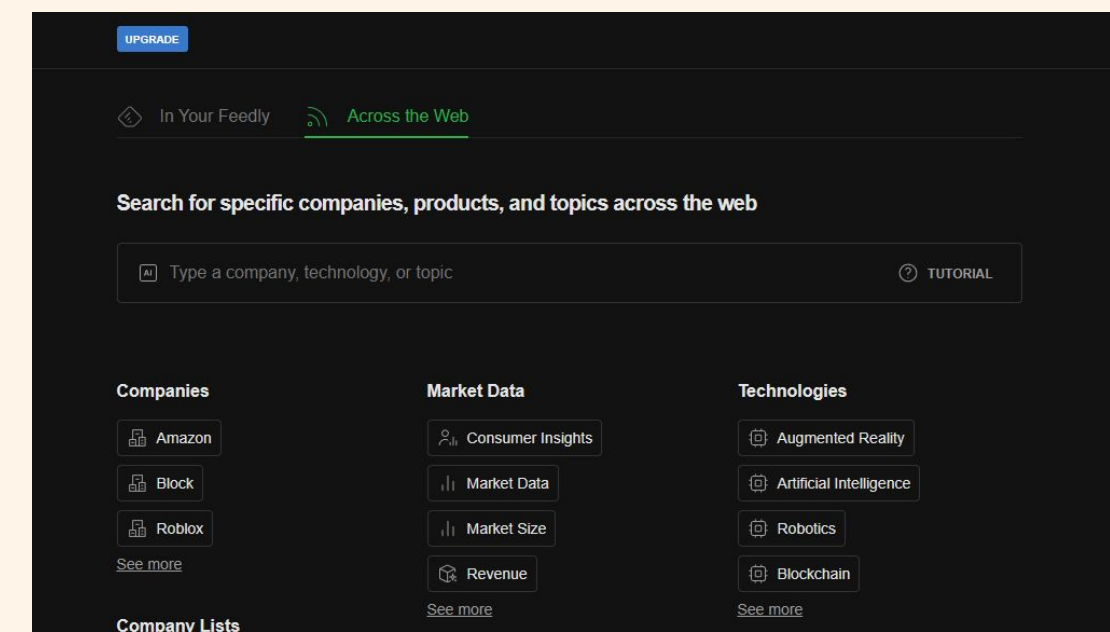 UPGRADE
In Your Feedly
Across the Web
Search for specific companies, products, and topics across the web
AI Type a company, technology, or topic
TUTORIAL
Companies
Amazon
Block
Roblox
See more
Market Data
Consumer Insights
Market Data
Market Size
Revenue
See more
Technologies
Augmented Reality
Artificial Intelligence
Robotics
Blockchain
See more
Company Lists